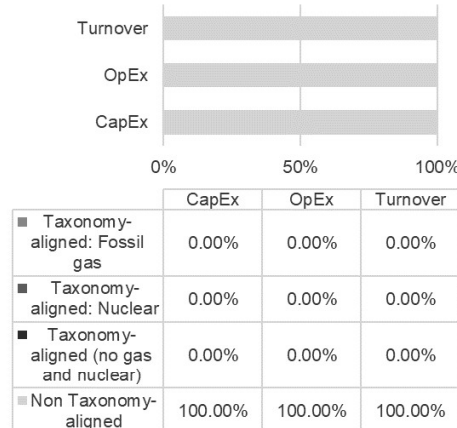 Turnover
OpEx
CapEx
0% 50% 100%
CapEx OpEx Turnover
Taxonomy-
aligned: Fossil
gas
0.00% 0.00% 0.00%
Taxonomy-
aligned: Nuclear
0.00% 0.00% 0.00%
Taxonomy-
aligned (no gas
and nuclear)
0.00% 0.00% 0.00%
Non Taxonomy-
aligned
100.00% 100.00% 100.00%